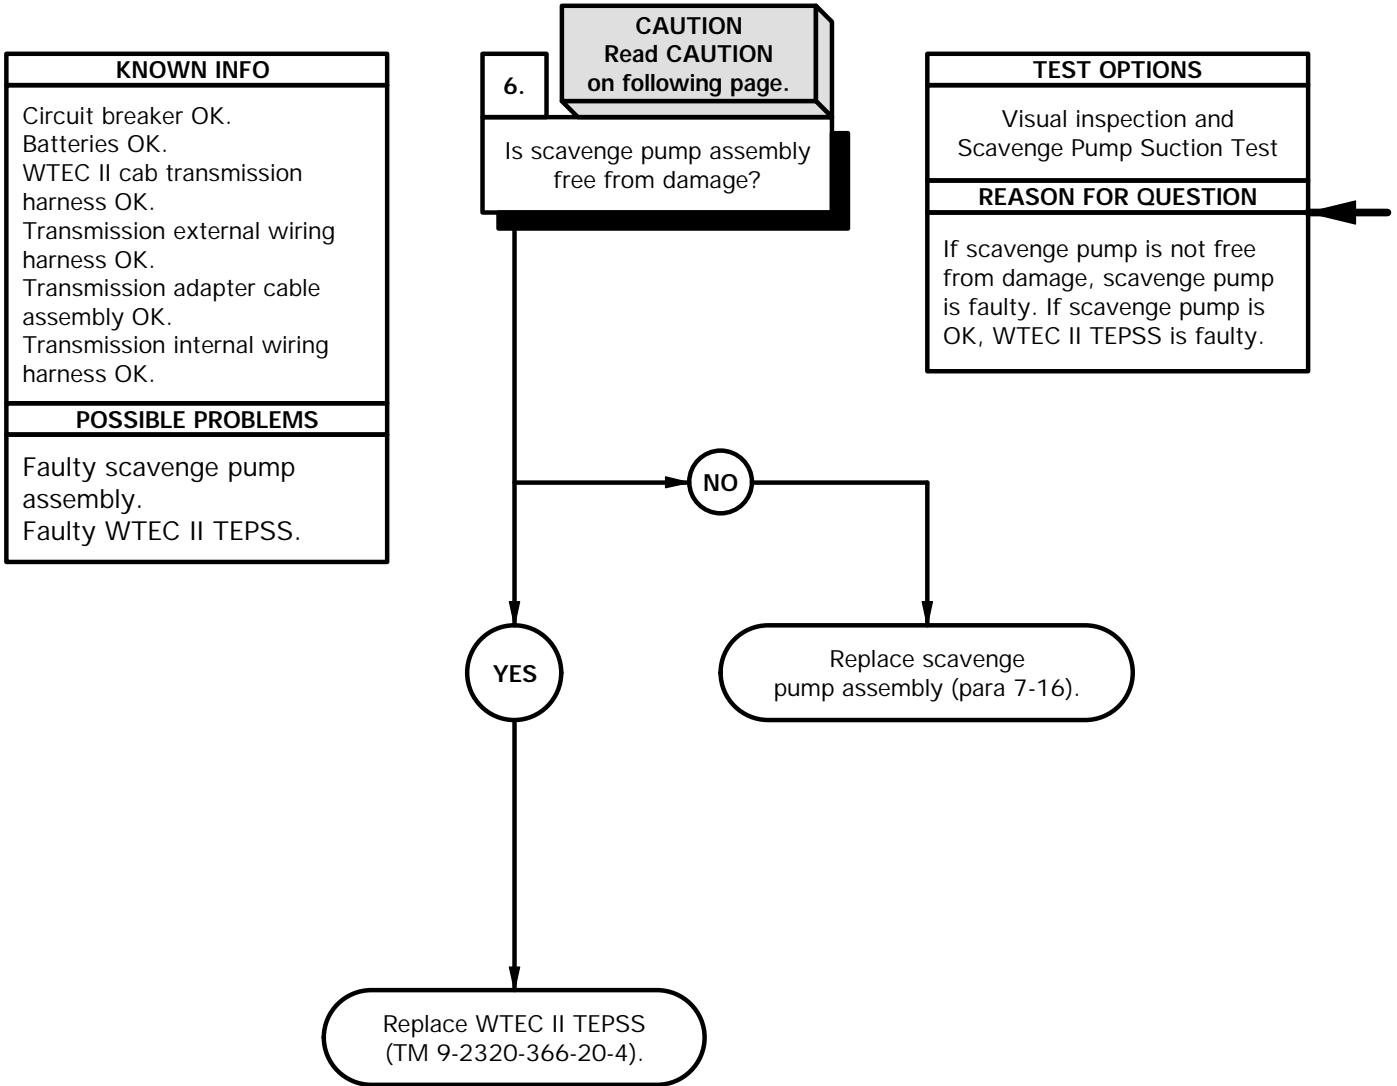 KNOWN INFO
Circuit breaker OK.
Batteries OK.
WTEC II cab transmission
harness OK.
Transmission external wiring
harness OK.
Transmission adapter cable
assembly OK.
Transmission internal wiring
harness OK.
POSSIBLE PROBLEMS
Faulty scavenge pump
assembly.
Faulty WTEC II TEPSS.
CAUTION
Read CAUTION
on following page.
6.
Is scavenge pump assembly
free from damage?
TEST OPTIONS
Visual inspection and
Scavenge Pump Suction Test
REASON FOR QUESTION
If scavenge pump is not free
from damage, scavenge pump
is faulty. If scavenge pump is
OK, WTEC II TEPSS is faulty.
NO
YES
Replace scavenge
pump assembly (para 7-16).
Replace WTEC II TEPSS
(TM 9-2320-366-20-4).